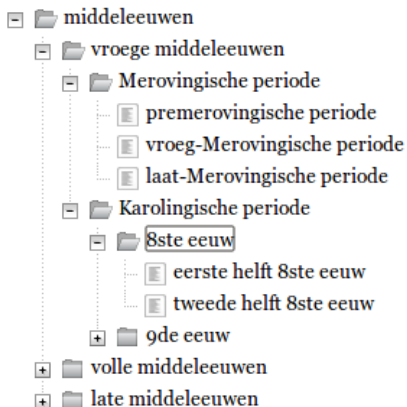 middeleeuwen
vroege middeleeuwen
Merovingische periode
premerovingische periode
vroeg-Merovingische periode
laat-Merovingische periode
Karolingische periode
8ste eeuw
eerste helft 8ste eeuw
tweede helft 8ste eeuw
9de eeuw
volle middeleeuwen
late middeleeuwen